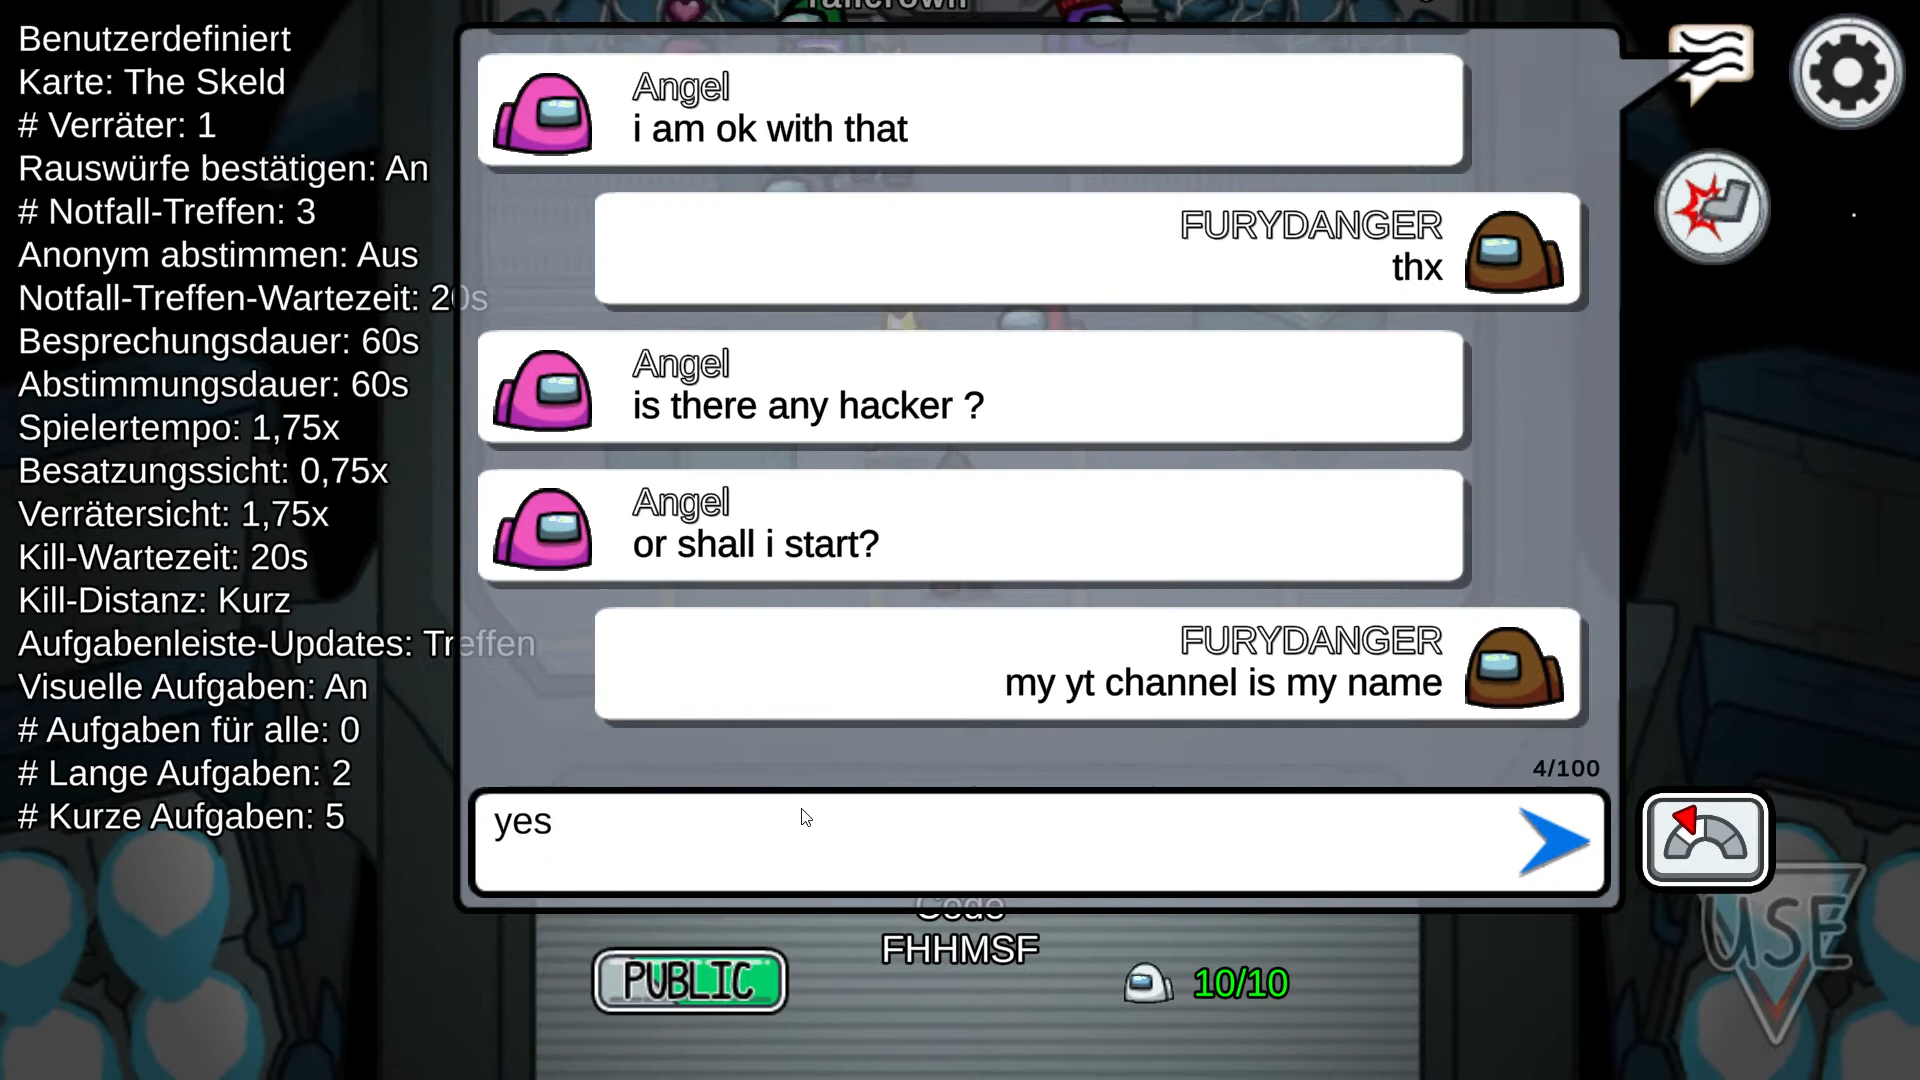 Benutzerdefiniert
Karte: The Skeld
# Verräter: 1
Rauswürfe bestätigen: An
# Notfall-Treffen: 3
Anonym abstimmen: Aus
Notfall-Treffen-Wartezeit: 20s
Besprechungsdauer: 60s
Abstimmungsdauer: 60s
Spielertempo: 1,75x
Besatzungssicht: 0,75x
Verrätersicht: 1,75x
Kill-Wartezeit: 20s
Kill-Distanz: Kurz
Aufgabenleiste-Updates: Treffen
Visuelle Aufgaben: An
# Aufgaben für alle: 0
# Lange Aufgaben: 2
# Kurze Aufgaben: 5
Angel
i am ok with that
FURYDANGER
thx
Angel
is there any hacker ?
Angel
or shall i start?
FURYDANGER
my yt channel is my name
4/100
yes
Code
FHHMSF
PUBLIC
10/10
USE